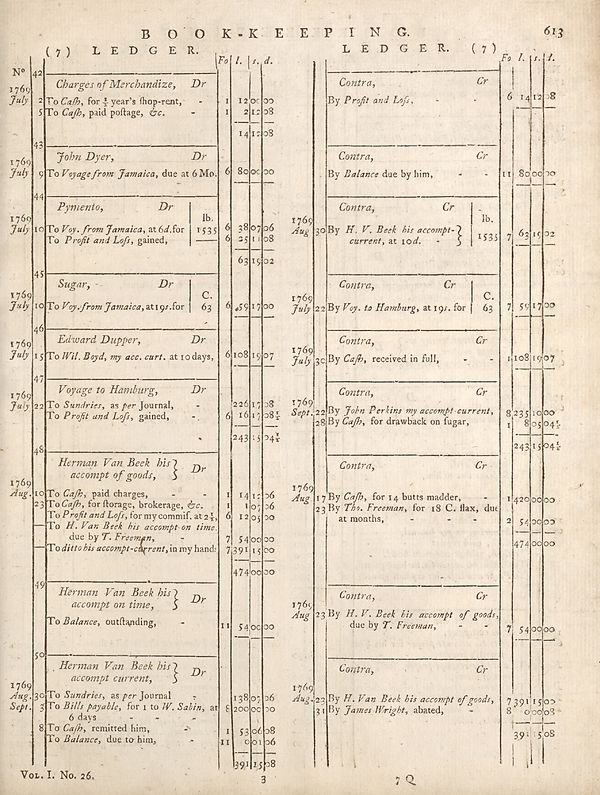 BOOK-KEEPING. 613
(7) LEDGER.
Fo l. s. d.
No
42
1769 Charges of Merchandize, Dr
July 2 To Caſh, for ½ year's ſhop-rent, - 1 12 00 00
5 To Caſh, paid poſtage, &c. - 1 2 12 08
14 12 08
43
1769 John Dyer, Dr
July 9 To Voyage from Jamaica, due at 6 Mo. 6 80 00 00
44
Pymento, Dr
1769 lb.
July 10 To Voy. from Jamaica, at 6d. for 1535 6 38 07 06
To Profit and Loſs, gained, 6 25 11 08
63 19 02
45
Sugar, - Dr
1769 C.
July 10 To Voy. from Jamaica, at 19s. for 63 6 59 17 00
46
1769 Edward Dupper, Dr
July 15 To Wil. Boyd, my acc. curt. at 10 days, 6 108 19 07
47
1769 Voyage to Hamburg, Dr
July 22 To Sundries, as per Journal, - 226 17 08
To Profit and Loſs, gained, - 6 16 17 08½
243 15 04½
48
Herman Van Beek his } Dr
accompt of goods,
1769
Aug. 10 To Caſh, paid charges, - - 1 14 12 06
23 To Caſh, for ſtorage, brokerage, &c. 1 1 07 06
— To Profit and Loſs, for my commiſ. at 2½, 6 12 05 00
— To H. Van Beek his accompt on time
due by T. Freeman, 7 54 00 00
— To ditto his accompt-current, in my hands 7 391 15 00
474 00 00
49
Herman Van Beek his } Dr
accompt on time,
To Balance, outſtanding, - 11 54 00 00
50
Herman Van Beek his } Dr
accompt current,
1769
Aug. 30 To Sundries, as per Journal - 138 07 06
Sept. 3 To Bills payable, for 1 to W. Sabin, at 8 200 00 00
6 days - - -
8 To Caſh, remitted him, - 1 53 06 08
To Balance, due to him, - 11 0 01 06
391 15 08
LEDGER. (7)
Fo l. s. d.
Contra, Cr
By Profit and Loſs, - - 6 14 12 08
Contra, Cr
By Balance due by him, - - 11 80 00 00
Contra, Cr
1769 lb.
Aug 30 By H. V. Beek his accompt- } 1535 7 63 19 02
current, at 10d. -
Contra, Cr
1769 C.
July 22 By Voy. to Hamburg, at 19s. for 63 7 59 17 00
Contra, Cr
1769
July 30 By Caſh, received in full, - - 1 108 19 07
Contra, Cr
1769
Sept. 22 By John Perkins my accompt-current, 8 235 10 00
28 By Caſh, for drawback on ſugar, 1 8 05 04½
243 15 04½
Contra, Cr
1769
Aug 17 By Caſh, for 14 butts madder, - 1 420 00 00
23 By Tho. Freeman, for 18 C. flax, due
at months, - - - 2 54 00 00
474 00 00
Contra, Cr
1769
Aug 23 By H. V. Beek his accompt of goods,
due by T. Freeman, - - 7 54 00 00
Contra, Cr
1769
Aug. 22 By H. Van Beek his accompt of goods, 7 391 15 00
31 By James Wright, abated, - 8 0 00 08
391 15 08
VOL. I. No. 26. 3 7 Q